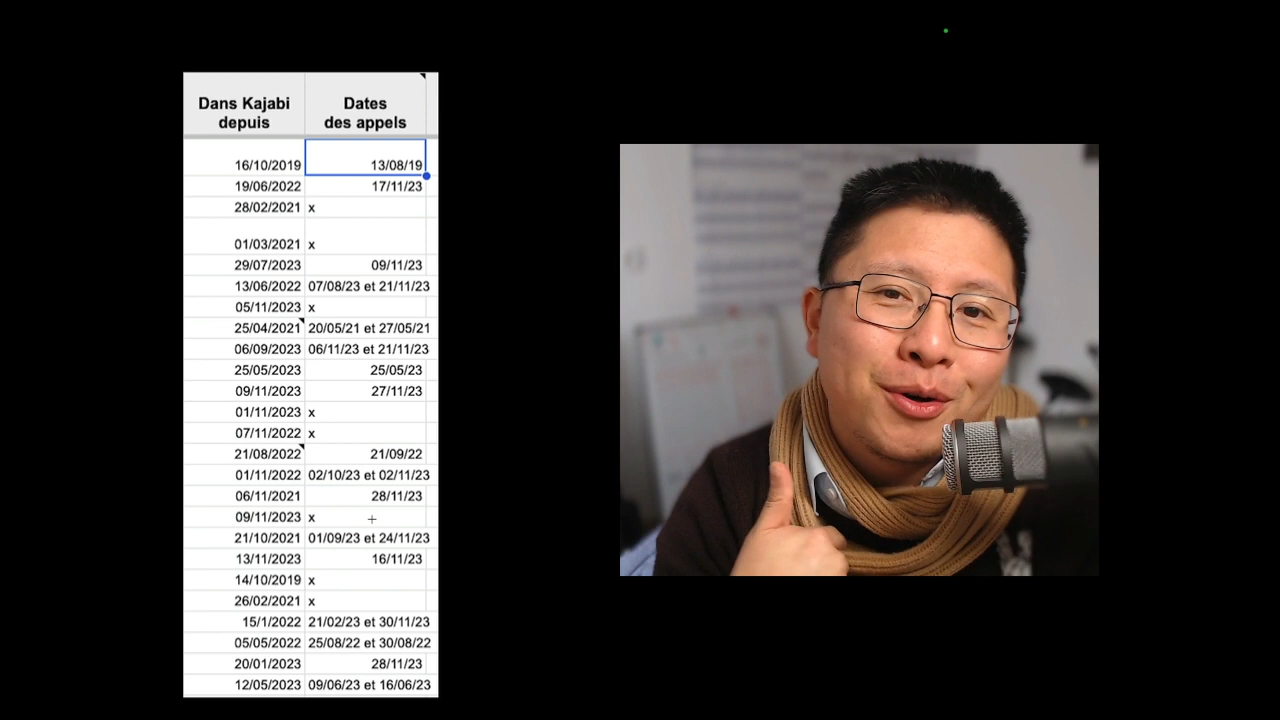 Dans Kajabi depuis Dates des appels
16/10/2019 13/08/19
19/06/2022 17/11/23
28/02/2021 x
01/03/2021 x
29/07/2023 09/11/23
13/06/2022 07/08/23 et 21/11/23
05/11/2023 x
25/04/2021 20/05/21 et 27/05/21
06/09/2023 06/11/23 et 21/11/23
25/05/2023 25/05/23
09/11/2023 27/11/23
01/11/2023 x
07/11/2022 x
21/08/2022 21/09/22
01/11/2022 02/10/23 et 02/11/23
06/11/2021 28/11/23
09/11/2023 x
21/10/2021 01/09/23 et 24/11/23
13/11/2023 16/11/23
14/10/2019 x
26/02/2021 x
15/1/2022 21/02/23 et 30/11/23
05/05/2022 25/08/22 et 30/08/22
20/01/2023 28/11/23
12/05/2023 09/06/23 et 16/06/23